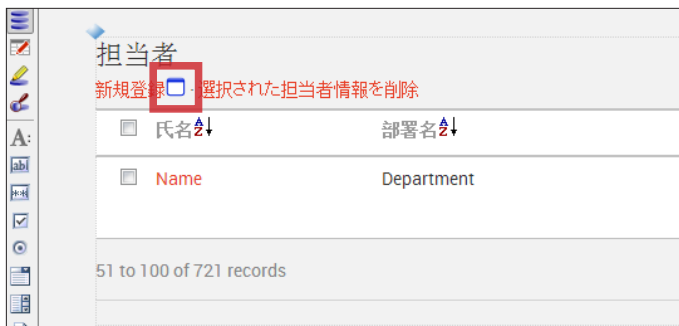 担当者
新規登録 · 選択された担当者情報を削除
氏名 部署名
Name Department
51 to 100 of 721 records